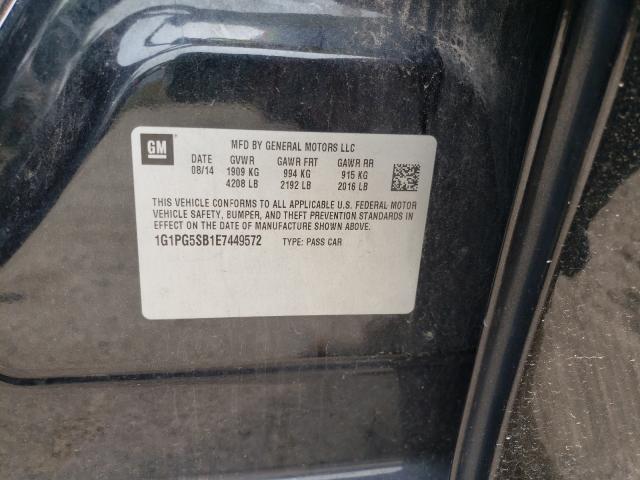 GM
MFD BY GENERAL MOTORS LLC
DATE GVWR GAWR FRT GAWR RR
08/14 1909 KG 994 KG 915 KG
4208 LB 2192 LB 2016 LB
THIS VEHICLE CONFORMS TO ALL APPLICABLE U.S. FEDERAL MOTOR
VEHICLE SAFETY, BUMPER, AND THEFT PREVENTION STANDARDS IN
EFFECT ON THE DATE OF MANUFACTURE SHOWN ABOVE.
1G1PG5SB1E7449572 TYPE: PASS CAR